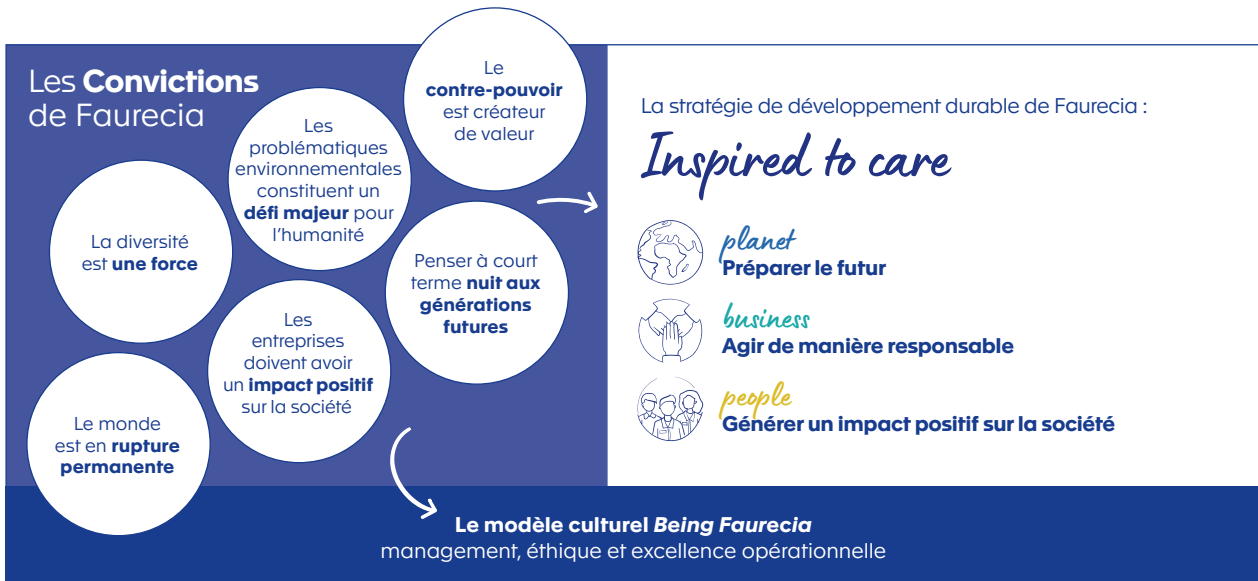 Les Convictions
de Faurecia
Le
contre-pouvoir
est créateur
de valeur
Les
problématiques
environnementales
constituent un
défi majeur pour
l'humanité
La diversité
est une force
Penser à court
terme nuit aux
générations
futures
Les
entreprises
doivent avoir
un impact positif
sur la société
Le monde
est en rupture
permanente
La stratégie de développement durable de Faurecia :
Inspired to care
planet
Préparer le futur
business
Agir de manière responsable
people
Générer un impact positif sur la société
Le modèle culturel Being Faurecia
management, éthique et excellence opérationnelle